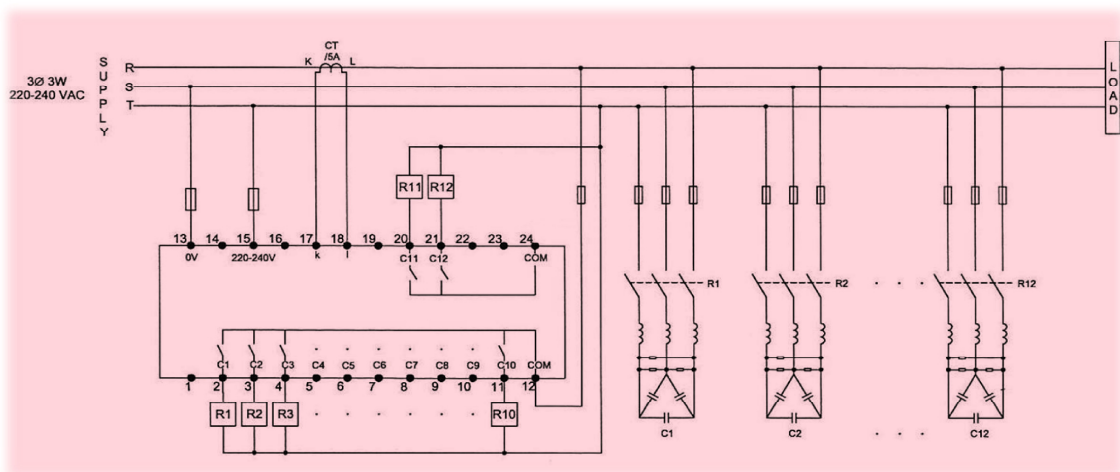 CT
/5A
K L
SUPPLY
R
S
T
3Ø 3W
220-240 VAC
LOAD
R11 R12
13 14 15 16 17 18 19 20 21 22 23 24
0V 220-240V k l C11 C12 COM
R1 R2 . . . R12
C1 C2 C3 C4 C5 C6 C7 C8 C9 C10 COM
1 2 3 4 5 6 7 8 9 10 11 12
R1 R2 R3 . . . . . . R10
C1 C2 . . . C12